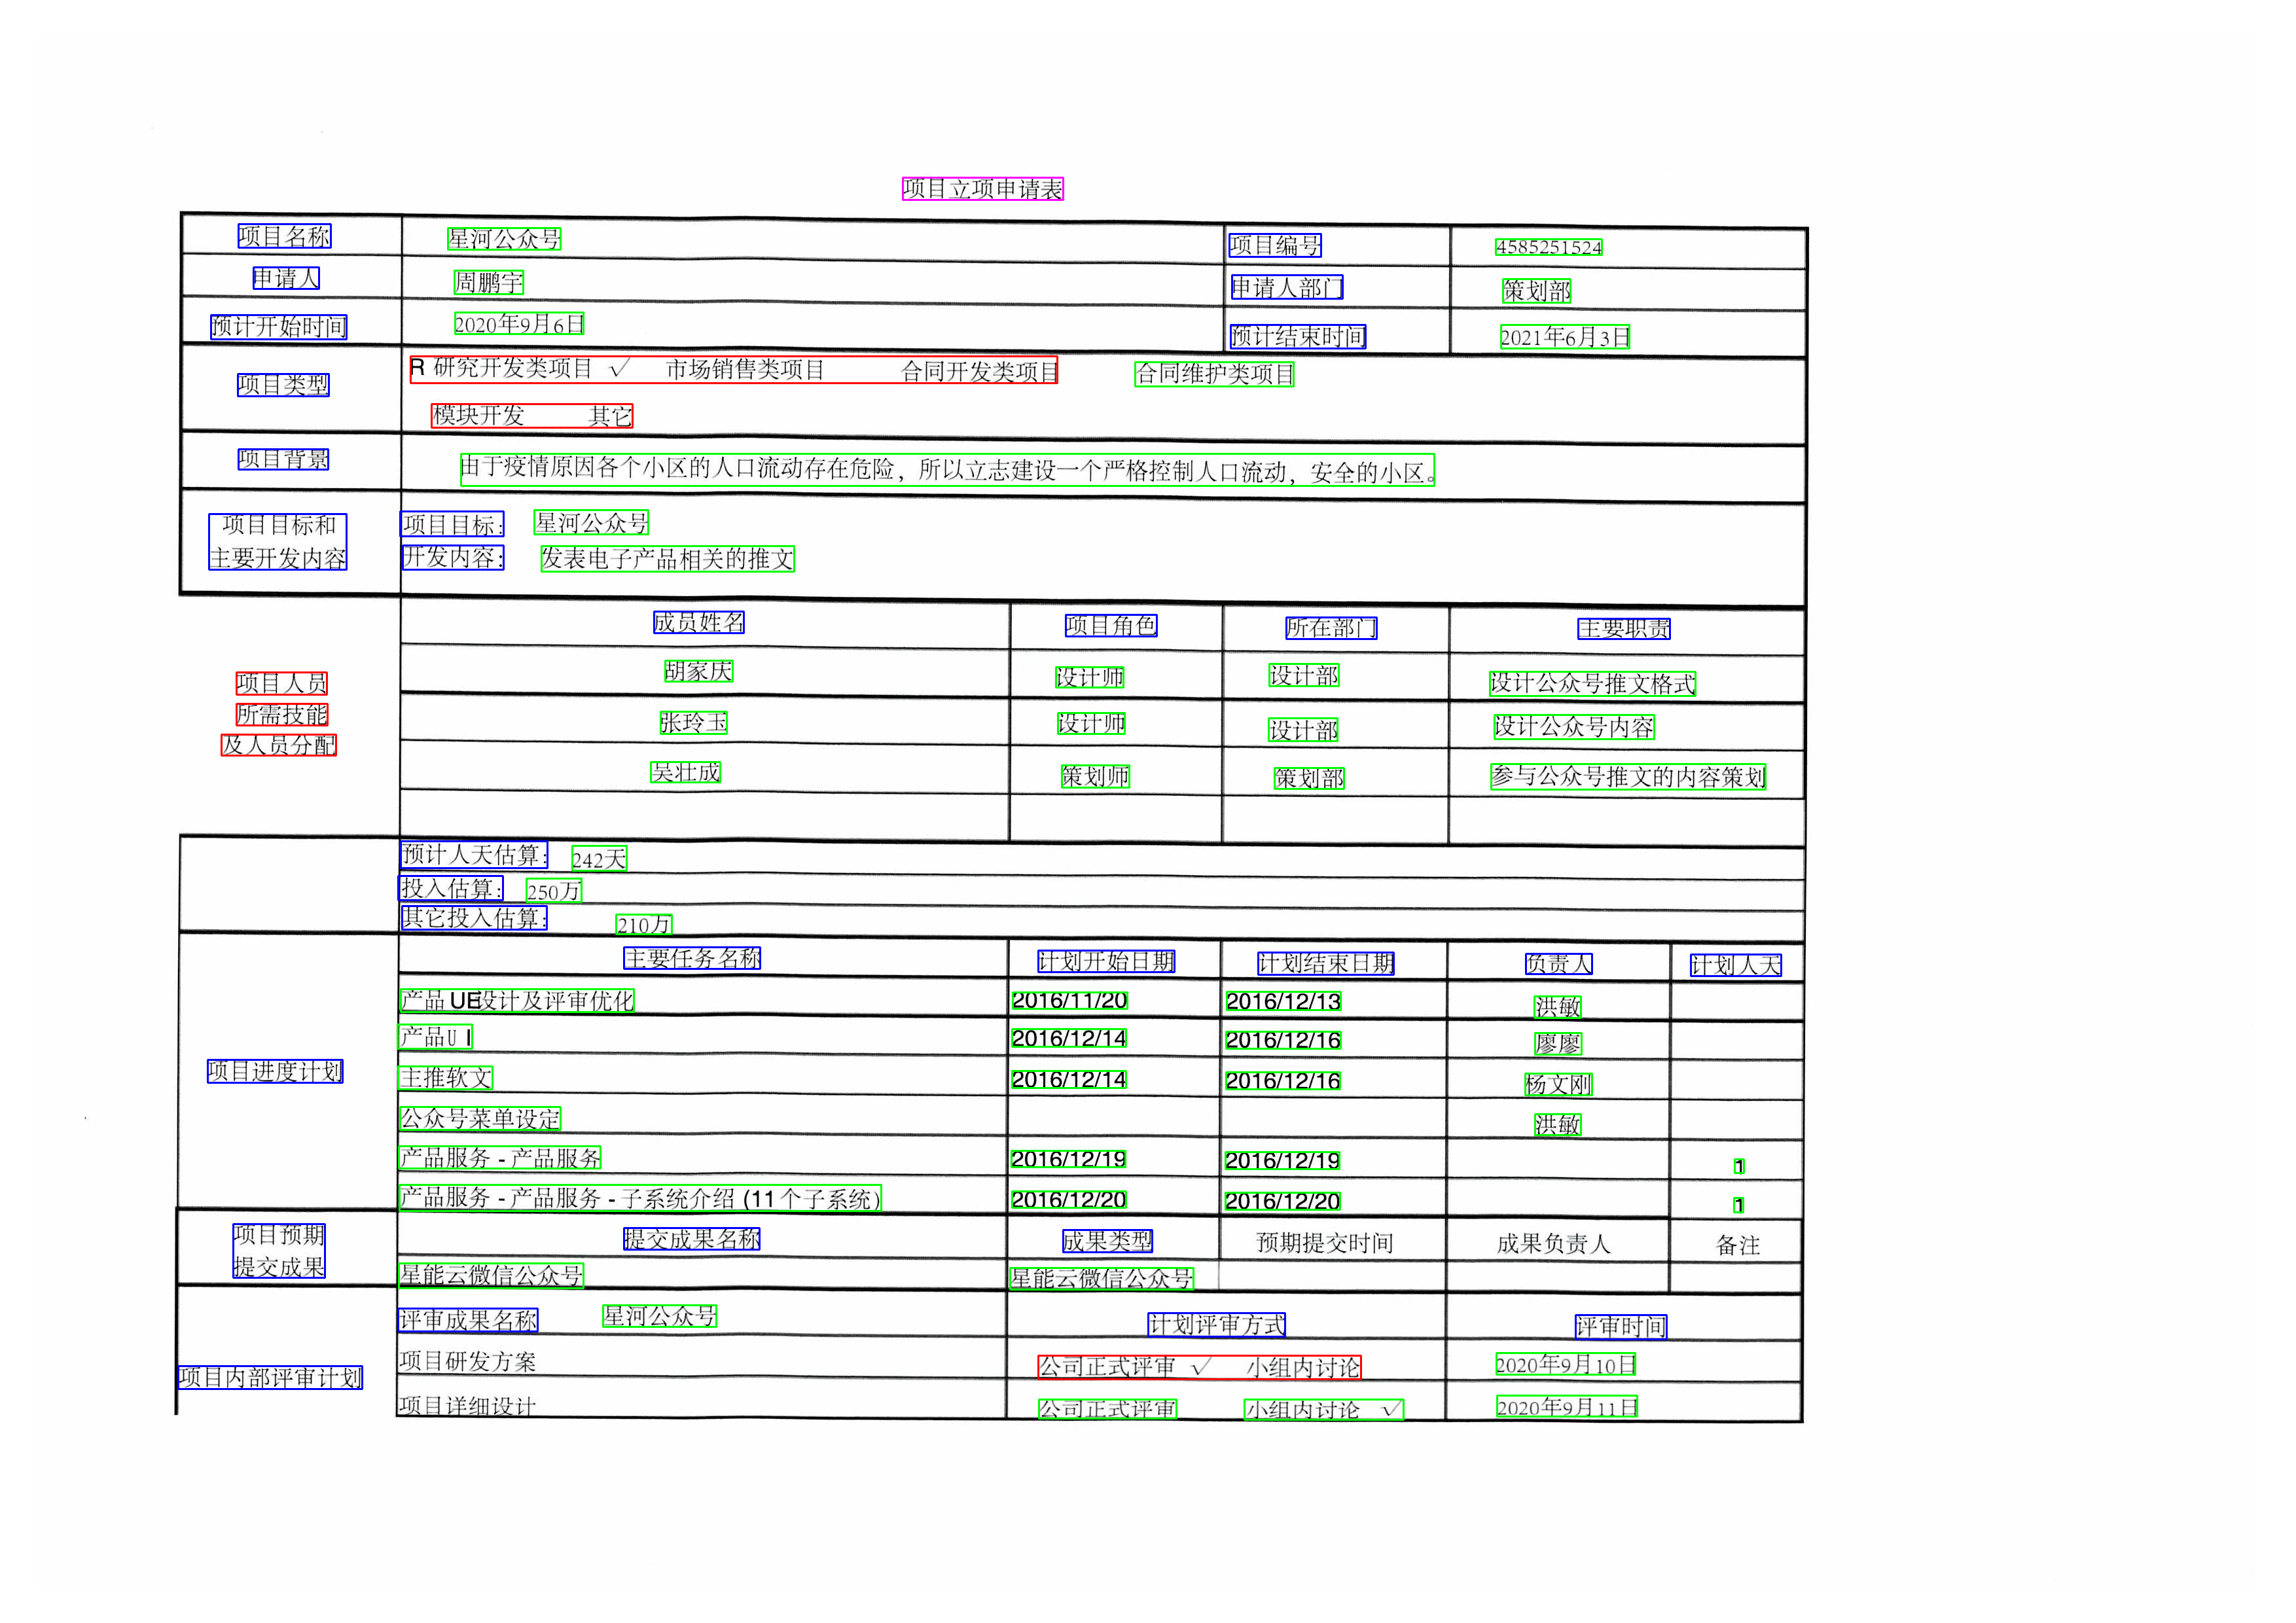 项目立项申请表
项目名称 星河公众号 项目编号 4585251524
申请人 周鹏宇 申请人部门 策划部
预计开始时间 2020年9月6日 预计结束时间 2021年6月3日
项目类型 R 研究开发类项目 √ 市场销售类项目 合同开发类项目 合同维护类项目
模块开发 其它
项目背景 由于疫情原因各个小区的人口流动存在危险，所以立志建设一个严格控制人口流动，安全的小区。
项目目标和 项目目标: 星河公众号
主要开发内容 开发内容: 发表电子产品相关的推文
成员姓名 项目角色 所在部门 主要职责
项目人员 胡家庆 设计师 设计部 设计公众号推文格式
所需技能 张玲玉 设计师 设计部 设计公众号内容
及人员分配 吴壮成 策划师 策划部 参与公众号推文的内容策划
预计人天估算: 242天
投入估算: 250万
其它投入估算: 210万
主要任务名称 计划开始日期 计划结束日期 负责人 计划人天
产品 UE设计及评审优化 2016/11/20 2016/12/13 洪敏
产品U I 2016/12/14 2016/12/16 廖廖
项目进度计划 主推软文 2016/12/14 2016/12/16 杨文刚
公众号菜单设定 洪敏
产品服务 - 产品服务 2016/12/19 2016/12/19 1
产品服务 - 产品服务 - 子系统介绍 (11 个子系统) 2016/12/20 2016/12/20 1
项目预期 提交成果名称 成果类型 预期提交时间 成果负责人 备注
提交成果 星能云微信公众号 星能云微信公众号
评审成果名称 星河公众号 计划评审方式 评审时间
项目内部评审计划 项目研发方案 公司正式评审 √ 小组内讨论 2020年9月10日
项目详细设计 公司正式评审 小组内讨论 √ 2020年9月11日